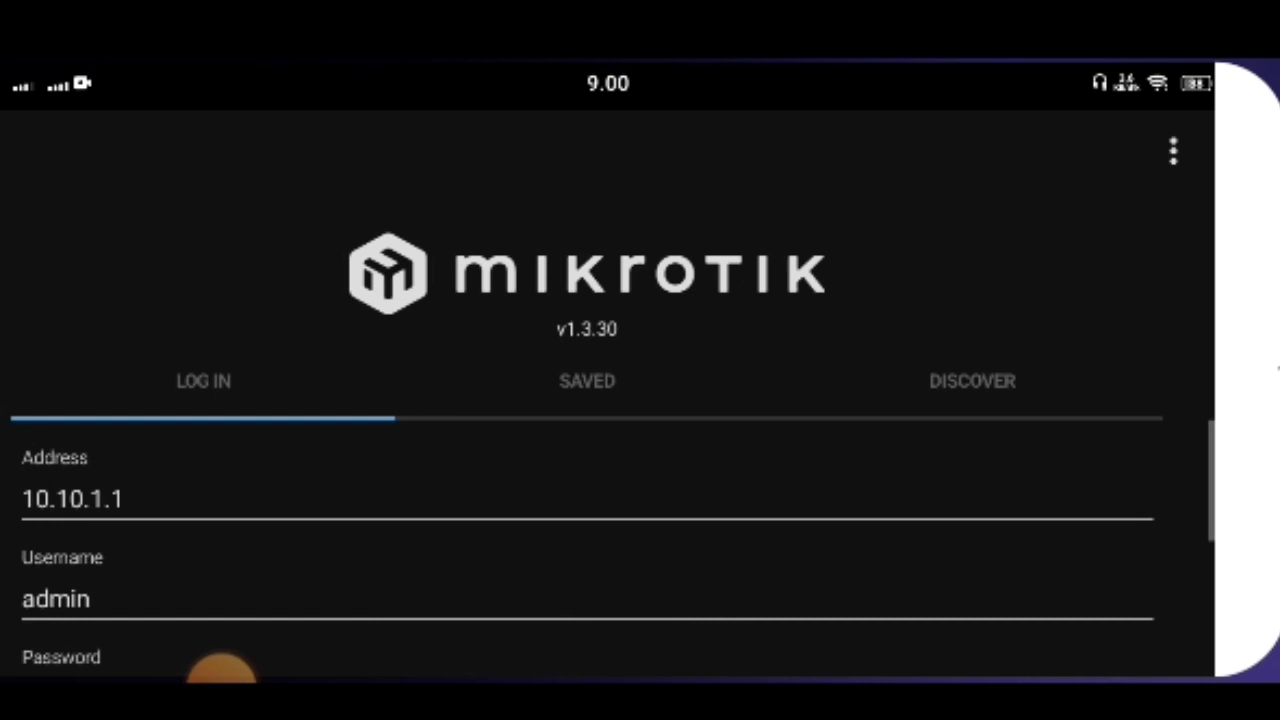 9.00
mikrotik
v1.3.30
LOG IN
SAVED
DISCOVER
Address
10.10.1.1
Username
admin
Password